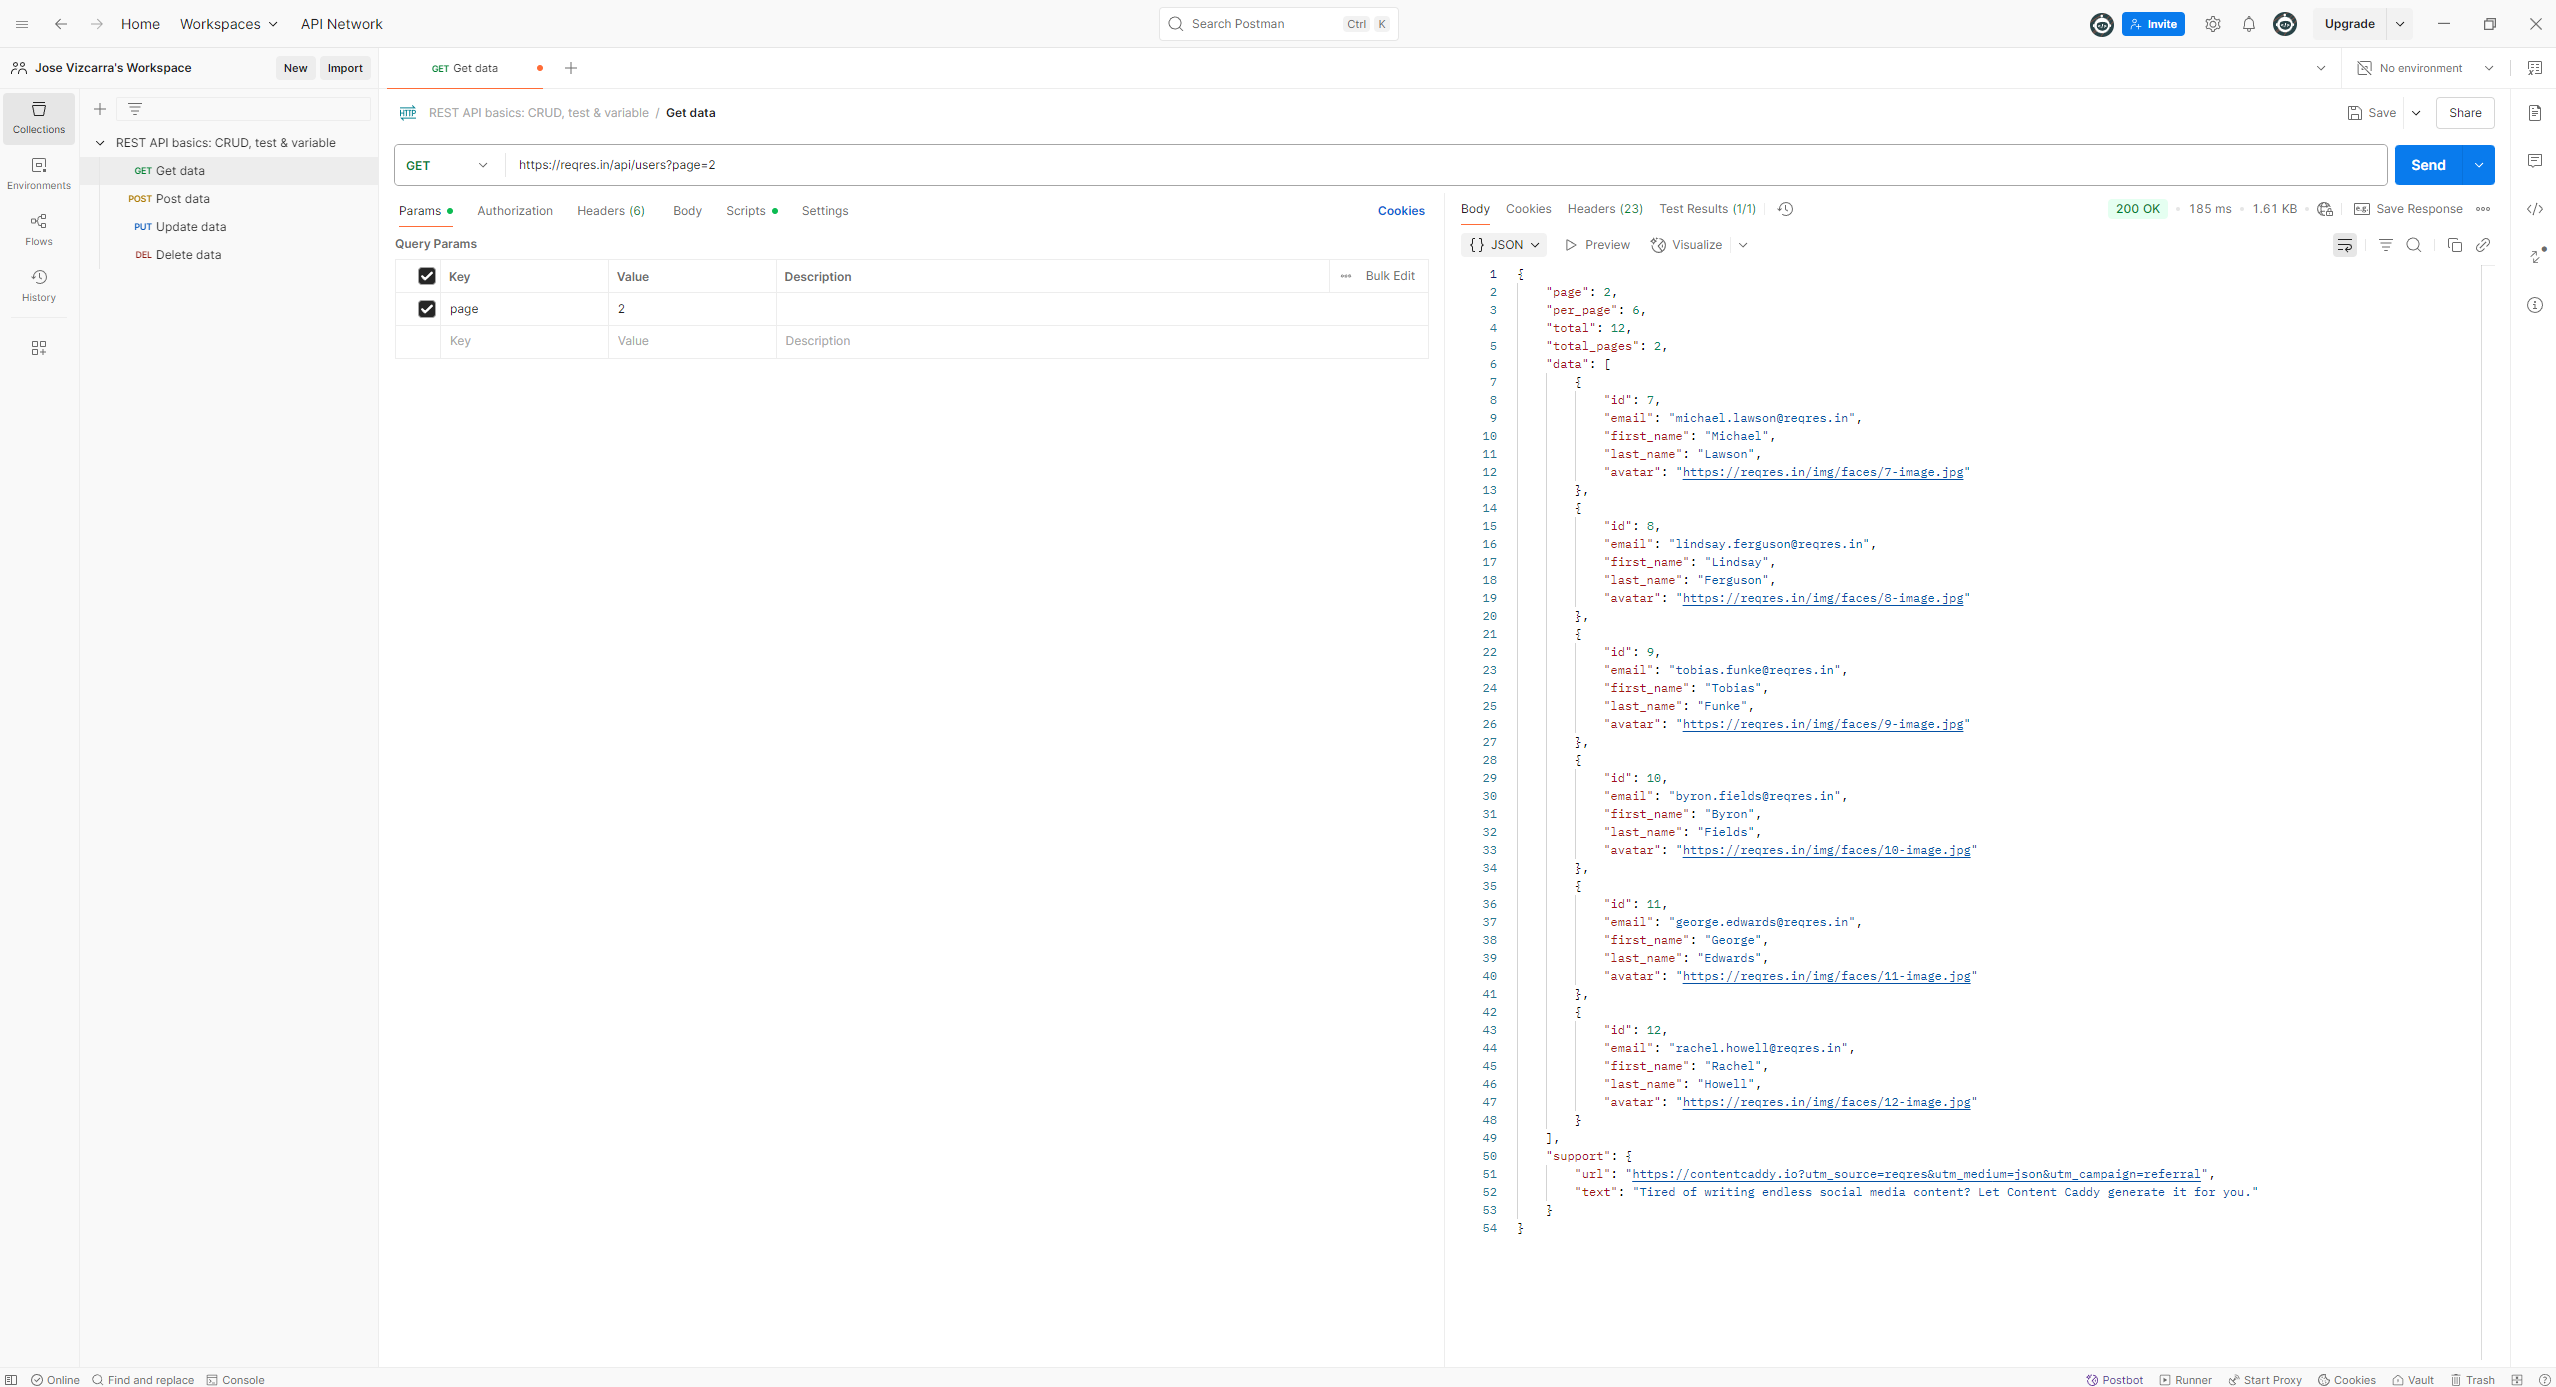 Home Workspaces API Network Search Postman Ctrl K Invite Upgrade
Jose Vizcarra's Workspace New Import GET Get data No environment
Collections
Environments
Flows
History
REST API basics: CRUD, test & variable
GET Get data
POST Post data
PUT Update data
DEL Delete data
HTTP REST API basics: CRUD, test & variable / Get data Save Share
GET https://reqres.in/api/users?page=2 Send
Params Authorization Headers (6) Body Scripts Settings Cookies
Query Params
Key Value Description Bulk Edit
page 2
Key Value Description
Body Cookies Headers (23) Test Results (1/1) 200 OK 185 ms 1.61 KB e.g. Save Response
{} JSON Preview Visualize
1 {
2 "page": 2,
3 "per_page": 6,
4 "total": 12,
5 "total_pages": 2,
6 "data": [
7 {
8 "id": 7,
9 "email": "michael.lawson@reqres.in",
10 "first_name": "Michael",
11 "last_name": "Lawson",
12 "avatar": "https://reqres.in/img/faces/7-image.jpg"
13 },
14 {
15 "id": 8,
16 "email": "lindsay.ferguson@reqres.in",
17 "first_name": "Lindsay",
18 "last_name": "Ferguson",
19 "avatar": "https://reqres.in/img/faces/8-image.jpg"
20 },
21 {
22 "id": 9,
23 "email": "tobias.funke@reqres.in",
24 "first_name": "Tobias",
25 "last_name": "Funke",
26 "avatar": "https://reqres.in/img/faces/9-image.jpg"
27 },
28 {
29 "id": 10,
30 "email": "byron.fields@reqres.in",
31 "first_name": "Byron",
32 "last_name": "Fields",
33 "avatar": "https://reqres.in/img/faces/10-image.jpg"
34 },
35 {
36 "id": 11,
37 "email": "george.edwards@reqres.in",
38 "first_name": "George",
39 "last_name": "Edwards",
40 "avatar": "https://reqres.in/img/faces/11-image.jpg"
41 },
42 {
43 "id": 12,
44 "email": "rachel.howell@reqres.in",
45 "first_name": "Rachel",
46 "last_name": "Howell",
47 "avatar": "https://reqres.in/img/faces/12-image.jpg"
48 }
49 ],
50 "support": {
51 "url": "https://contentcaddy.io?utm_source=reqres&utm_medium=json&utm_campaign=referral",
52 "text": "Tired of writing endless social media content? Let Content Caddy generate it for you."
53 }
54 }
Online Find and replace Console Postbot Runner Start Proxy Cookies Vault Trash